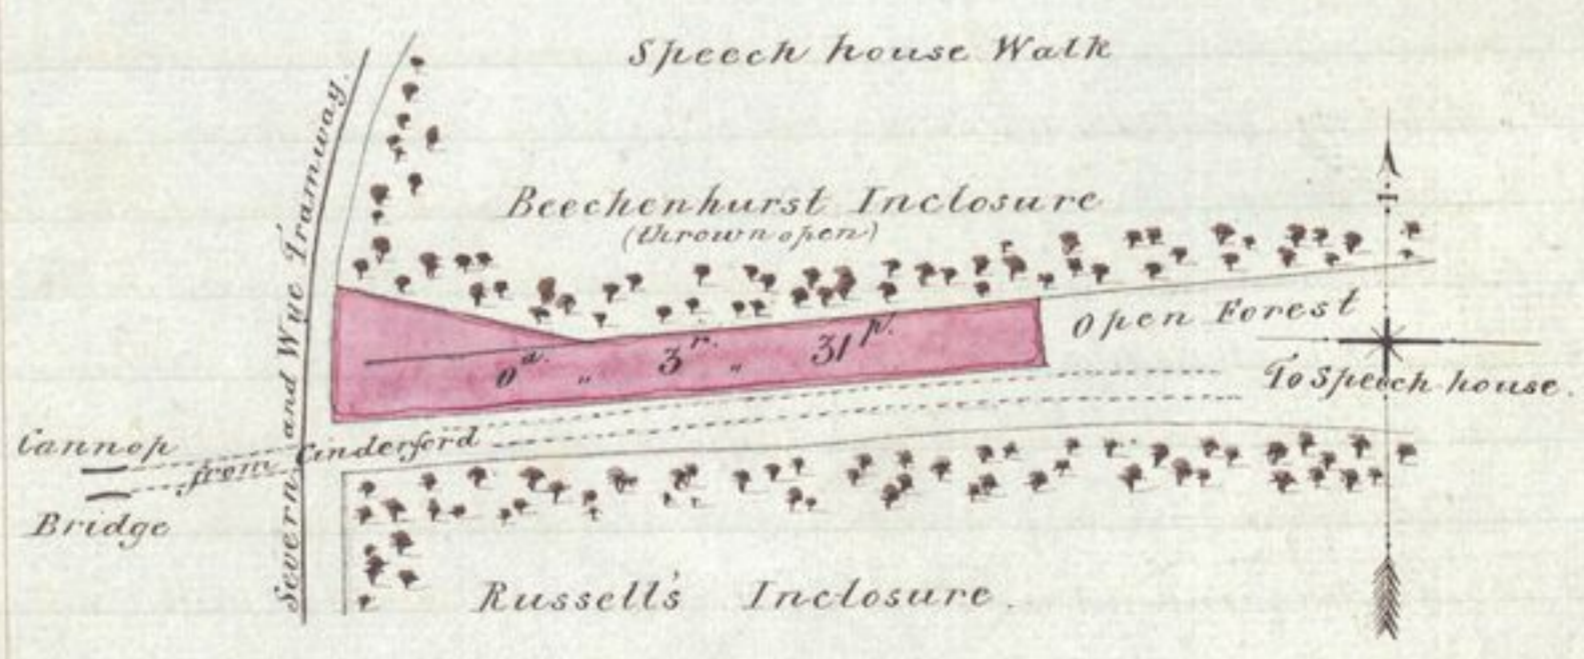 Speech house Walk
Severn and Wye Tramway.
Beechenhurst Inclosure
(thrown open)
0a. „ 3r. „ 31p.
Open Forest
To Speech house.
Cannop
Bridge
from Cinderford
Russell's Inclosure.